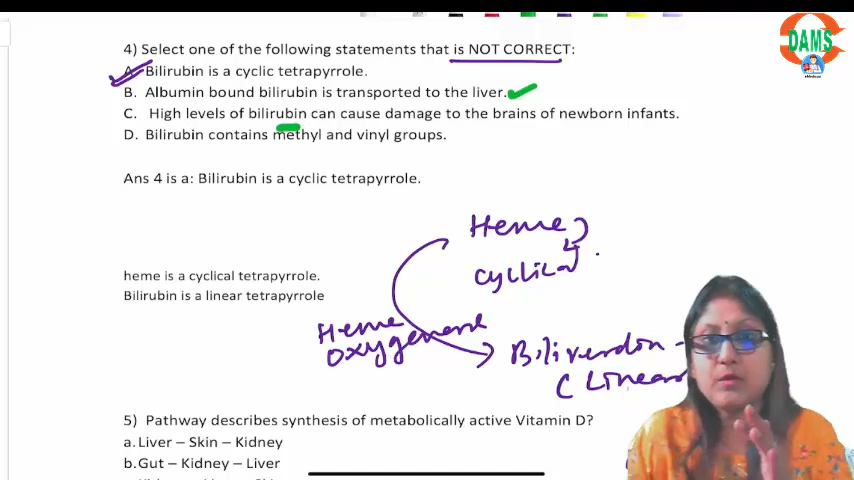 DAMS
4) Select one of the following statements that is NOT CORRECT:
A. Bilirubin is a cyclic tetrapyrrole.
B. Albumin bound bilirubin is transported to the liver.
C. High levels of bilirubin can cause damage to the brains of newborn infants.
D. Bilirubin contains methyl and vinyl groups.
Ans 4 is a: Bilirubin is a cyclic tetrapyrrole.
Heme
cyclical
heme is a cyclical tetrapyrrole.
Bilirubin is a linear tetrapyrrole
Heme
oxygenase
Biliverdin -
( Linear
5) Pathway describes synthesis of metabolically active Vitamin D?
a. Liver – Skin – Kidney
b. Gut – Kidney – Liver